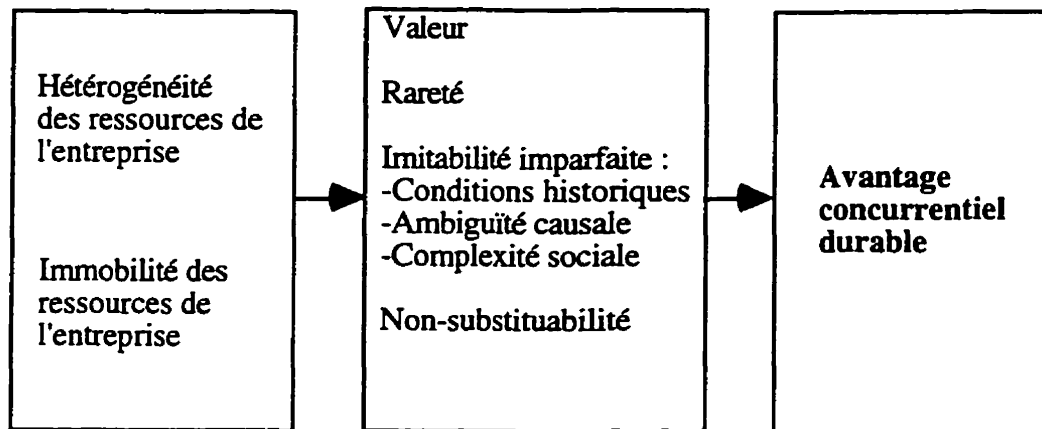 Hétérogénéité
des ressources de
l'entreprise
Immobilité des
ressources de
l'entreprise
Valeur
Rareté
Imitabilité imparfaite :
-Conditions historiques
-Ambiguïté causale
-Complexité sociale
Non-substituabilité
Avantage
concurrentiel
durable